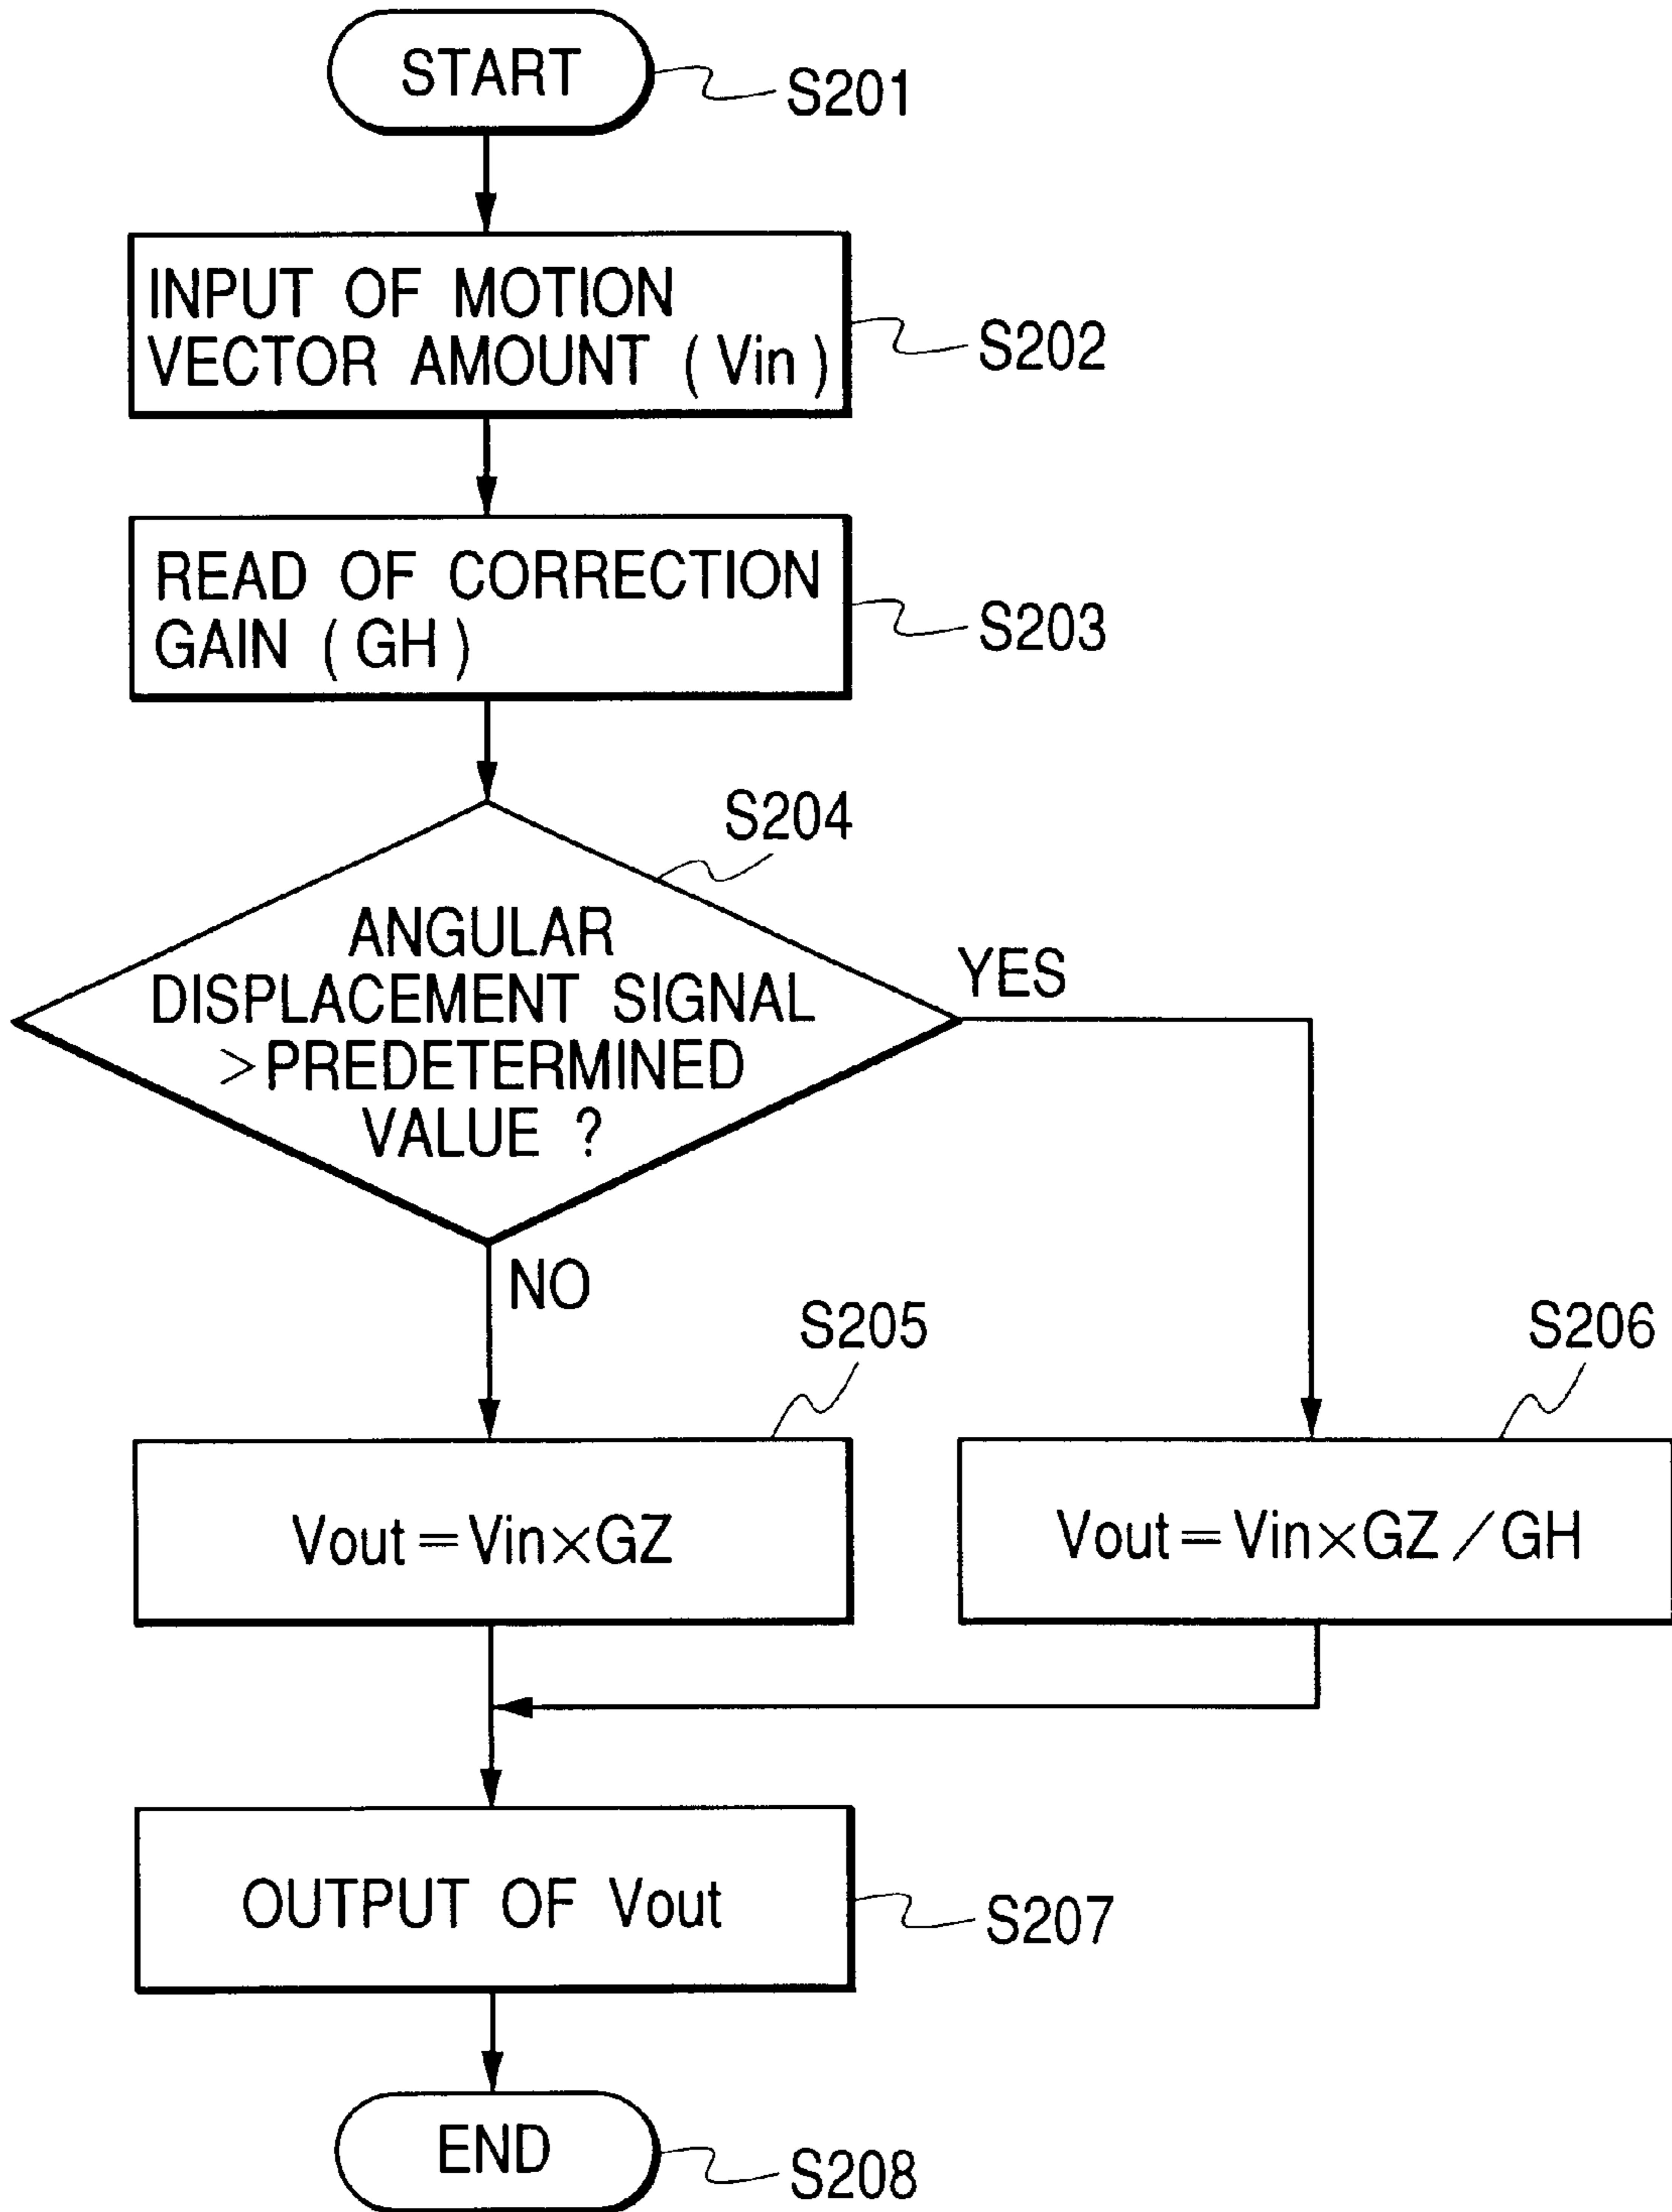 START
S201
INPUT OF MOTION
VECTOR AMOUNT (Vin)
S202
READ OF CORRECTION
GAIN (GH)
S203
S204
ANGULAR
DISPLACEMENT SIGNAL
>PREDETERMINED
VALUE ?
YES
NO
S205
Vout=Vin×GZ
S206
Vout=Vin×GZ/GH
OUTPUT OF Vout
S207
END
S208